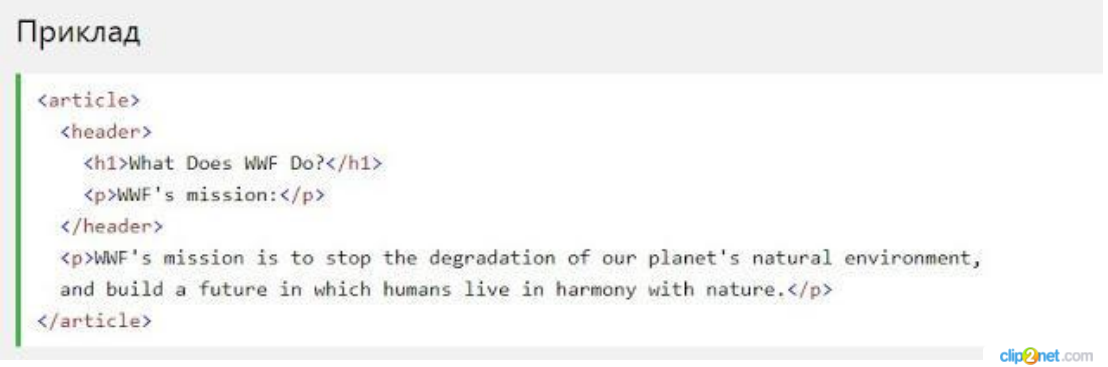 Приклад
<article>
<header>
<h1>What Does WWF Do?</h1>
<p>WWF's mission:</p>
</header>
<p>WWF's mission is to stop the degradation of our planet's natural environment,
and build a future in which humans live in harmony with nature.</p>
</article>
clip2net.com